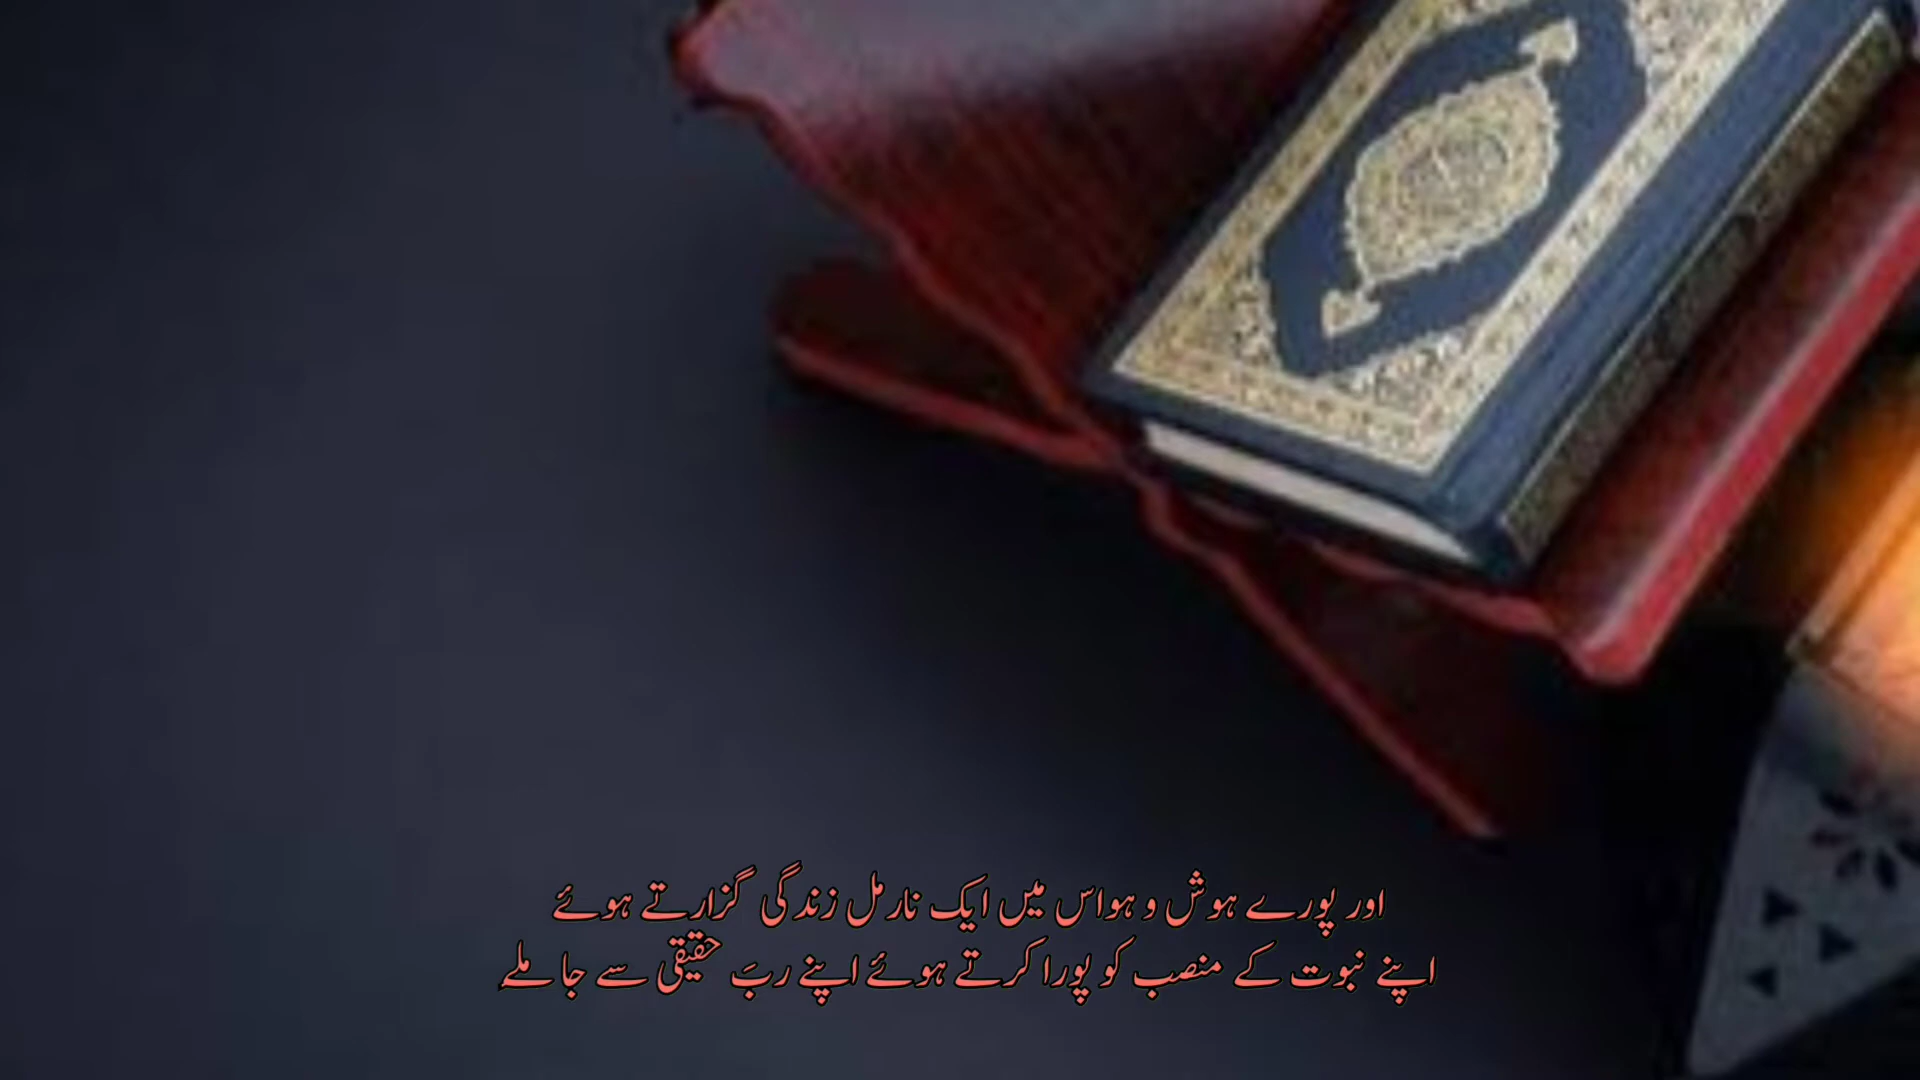 اور پورے ہوش و ہواس میں ایک نارمل زندگی گزارتے ہوئے
اپنے نبوت کے منصب کو پورا کرتے ہوئے اپنے ربَ حقیقی سے جا ملے